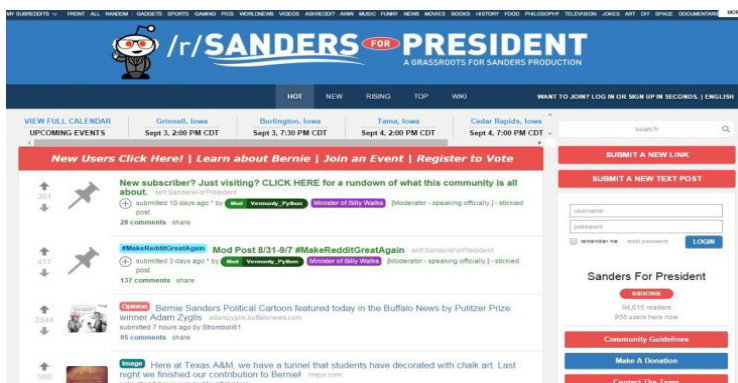 MY SUBREDDITS FRONT ALL RANDOM GADGETS SPORTS GAMING PICS WORLDNEWS VIDEOS ASKREDDIT AWW MUSIC FUNNY NEWS MOVIES BOOKS HISTORY FOOD PHILOSOPHY TELEVISION JOKES ART DIY SPACE DOCUMENTARI MOR
/r/SANDERS FOR PRESIDENT
A GRASSROOTS FOR SANDERS PRODUCTION
HOT NEW RISING TOP WIKI WANT TO JOIN? LOG IN OR SIGN UP IN SECONDS. | ENGLISH
VIEW FULL CALENDAR Grinnell, Iowa Burlington, Iowa Tama, Iowa Cedar Rapids, Iowa
UPCOMING EVENTS Sept 3, 2:00 PM CDT Sept 3, 7:30 PM CDT Sept 4, 2:00 PM CDT Sept 4, 7:00 PM CDT
New Users Click Here! | Learn about Bernie | Join an Event | Register to Vote
New subscriber? Just visiting? CLICK HERE for a rundown of what this community is all
about. self.SandersForPresident
361
submitted 10 days ago * by Mod Vermonty_Python Minister of Silly Walks [Moderator - speaking officially] - stickied
post
28 comments share
#MakeRedditGreatAgain Mod Post 8/31-9/7 #MakeRedditGreatAgain self.SandersForPresident
417
submitted 3 days ago * by Mod Vermonty_Python Minister of Silly Walks [Moderator - speaking officially] - stickied
post
137 comments share
Opinion Bernie Sanders Political Cartoon featured today in the Buffalo News by Pulitzer Prize
2344
winner Adam Zyglis adamzyglis.buffalonews.com
submitted 7 hours ago by Stromboli61
95 comments share
Image Here at Texas A&M, we have a tunnel that students have decorated with chalk art. Last
night we finished our contribution to Bernie! imgur.com
search
SUBMIT A NEW LINK
SUBMIT A NEW TEXT POST
username
password
remember me reset password LOGIN
Sanders For President
SUBSCRIBE
99,615 readers
935 users here now
Community Guidelines
Make A Donation
Contact The Team